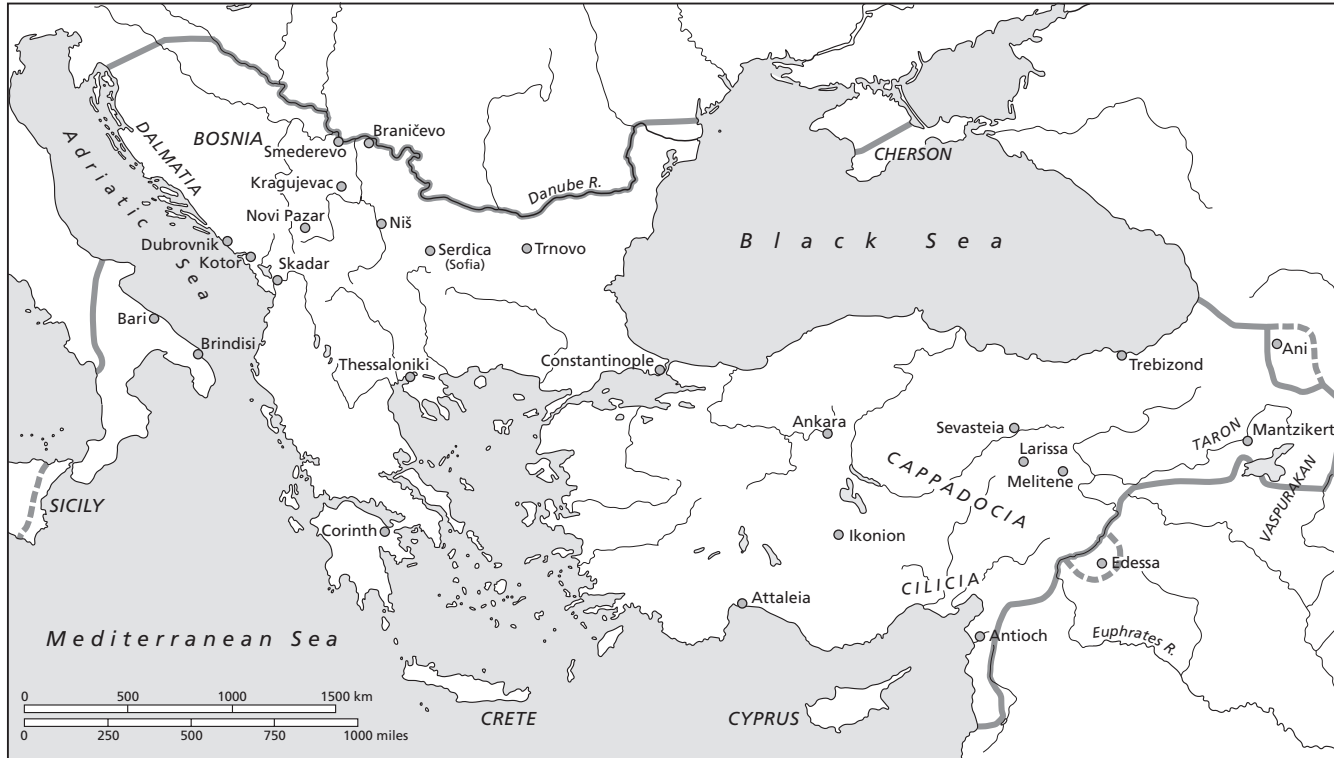 Adriatic Sea
DALMATIA
BOSNIA
Smederevo
Braničevo
Kragujevac
Novi Pazar
Niš
Dubrovnik
Kotor
Skadar
Serdica
(Sofia)
Trnovo
Danube R.
CHERSON
Black Sea
Bari
Brindisi
Thessaloniki
Constantinople
Trebizond
Ani
Ankara
Sevasteia
Larissa
Melitene
TARON
Mantzikert
VASPURAKAN
CAPPADOCIA
SICILY
Corinth
Ikonion
Edessa
CILICIA
Attaleia
Antioch
Euphrates R.
Mediterranean Sea
CRETE
CYPRUS
0 500 1000 1500 km
0 250 500 750 1000 miles